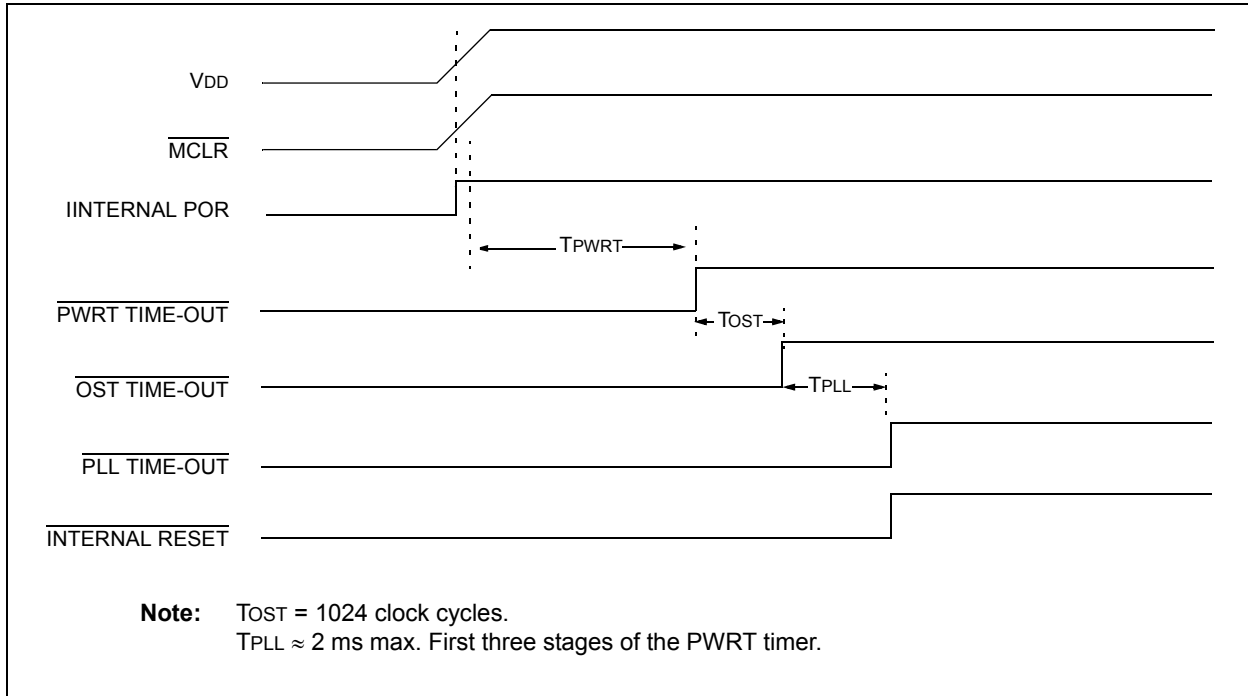 VDD
MCLR
IINTERNAL POR
TPWRT
PWRT TIME-OUT
TOST
OST TIME-OUT
TPLL
PLL TIME-OUT
INTERNAL RESET
Note: TOST = 1024 clock cycles.
TPLL ≈ 2 ms max. First three stages of the PWRT timer.